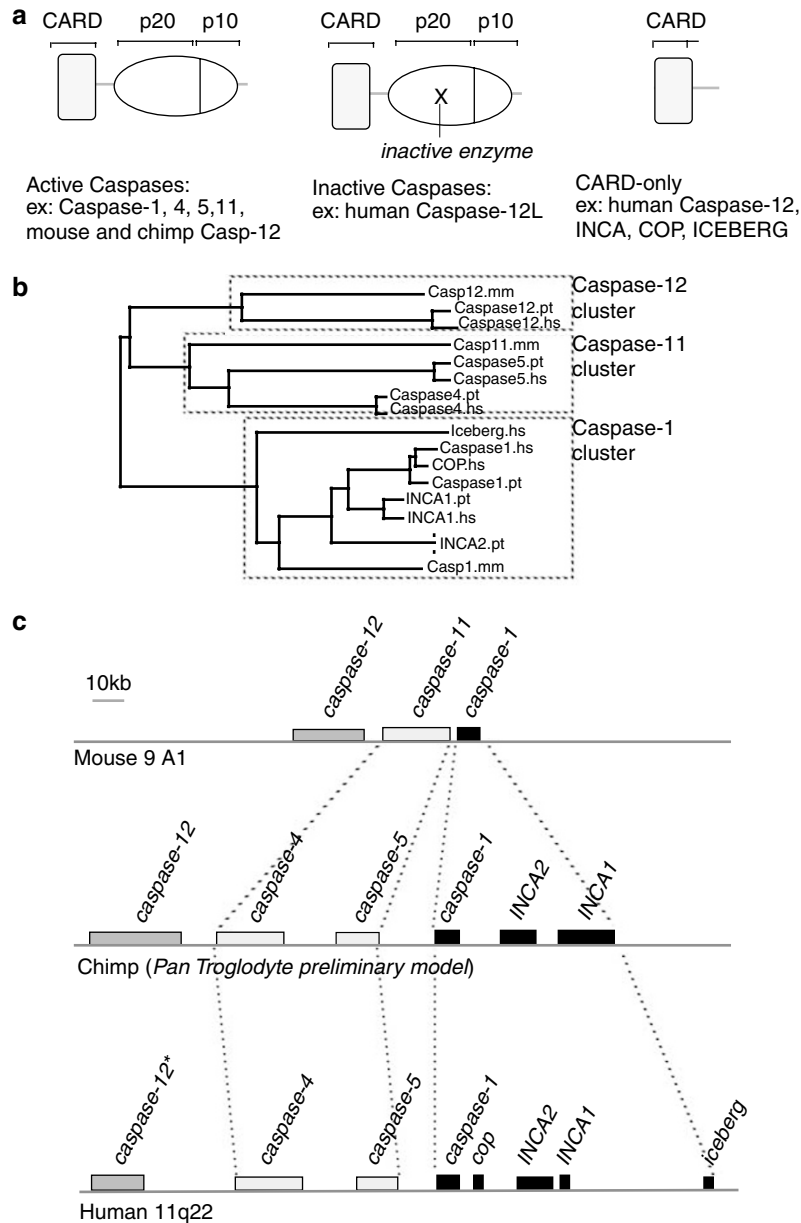 a
CARD p20 p10
CARD p20 p10
CARD
X
inactive enzyme
Active Caspases:
ex: Caspase-1, 4, 5,11,
mouse and chimp Casp-12
Inactive Caspases:
ex: human Caspase-12L
CARD-only
ex: human Caspase-12,
INCA, COP, ICEBERG
b
Casp12.mm
Caspase12.pt
Caspase12.hs
Caspase-12
cluster
Casp11.mm
Caspase5.pt
Caspase5.hs
Caspase4.pt
Caspase4.hs
Caspase-11
cluster
Iceberg.hs
Caspase1.hs
COP.hs
Caspase1.pt
INCA1.pt
INCA1.hs
INCA2.pt
Casp1.mm
Caspase-1
cluster
c
10kb
caspase-12
caspase-11
caspase-1
Mouse 9 A1
caspase-12
caspase-4
caspase-5
caspase-1
INCA2
INCA1
Chimp (Pan Troglodyte preliminary model)
caspase-12*
caspase-4
caspase-5
caspase-1
cop
INCA2
INCA1
iceberg
Human 11q22